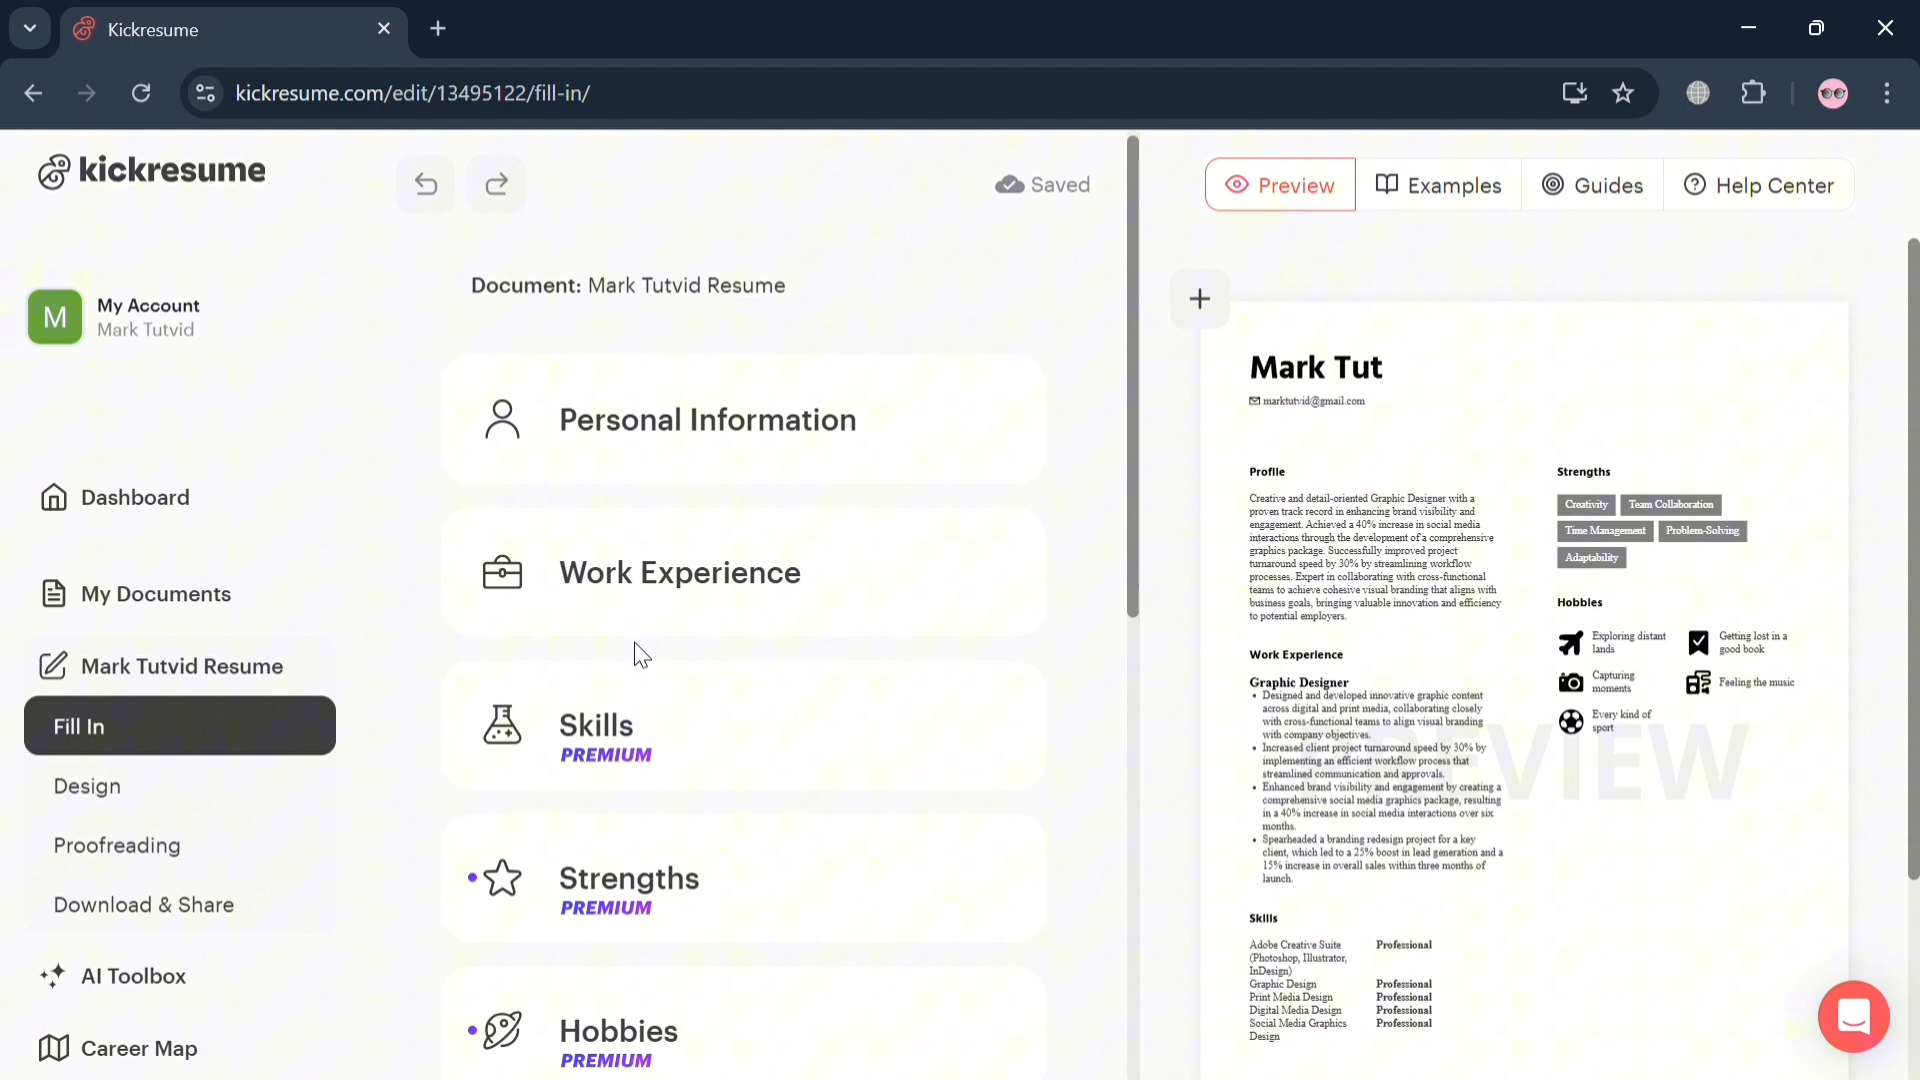 Kickresume
kickresume.com/edit/13495122/fill-in/
kickresume
Saved
Preview
Examples
Guides
Help Center
Document: Mark Tutvid Resume
M
My Account
Mark Tutvid
Dashboard
My Documents
Mark Tutvid Resume
Fill In
Design
Proofreading
Download & Share
AI Toolbox
Career Map
Personal Information
Work Experience
Skills
PREMIUM
Strengths
PREMIUM
Hobbies
PREMIUM
Mark Tut
marktutvid@gmail.com
Profile
Creative and detail-oriented Graphic Designer with a
proven track record in enhancing brand visibility and
engagement. Achieved a 40% increase in social media
interactions through the development of a comprehensive
graphics package. Successfully improved project
turnaround speed by 30% by streamlining workflow
processes. Expert in collaborating with cross-functional
teams to achieve cohesive visual branding that aligns with
business goals, bringing valuable innovation and efficiency
to potential employers.
Work Experience
Graphic Designer
• Designed and developed innovative graphic content
across digital and print media, collaborating closely
with cross-functional teams to align visual branding
with company objectives.
• Increased client project turnaround speed by 30% by
implementing an efficient workflow process that
streamlined communication and approvals.
• Enhanced brand visibility and engagement by creating a
comprehensive social media graphics package, resulting
in a 40% increase in social media interactions over six
months.
• Spearheaded a branding redesign project for a key
client, which led to a 25% boost in lead generation and a
15% increase in overall sales within three months of
launch.
Skills
Adobe Creative Suite Professional
(Photoshop, Illustrator,
InDesign)
Graphic Design Professional
Print Media Design Professional
Digital Media Design Professional
Social Media Graphics Professional
Design
Strengths
Creativity Team Collaboration
Time Management Problem-Solving
Adaptability
Hobbies
Exploring distant
lands
Getting lost in a
good book
Capturing
moments
Feeling the music
Every kind of
sport
PREVIEW